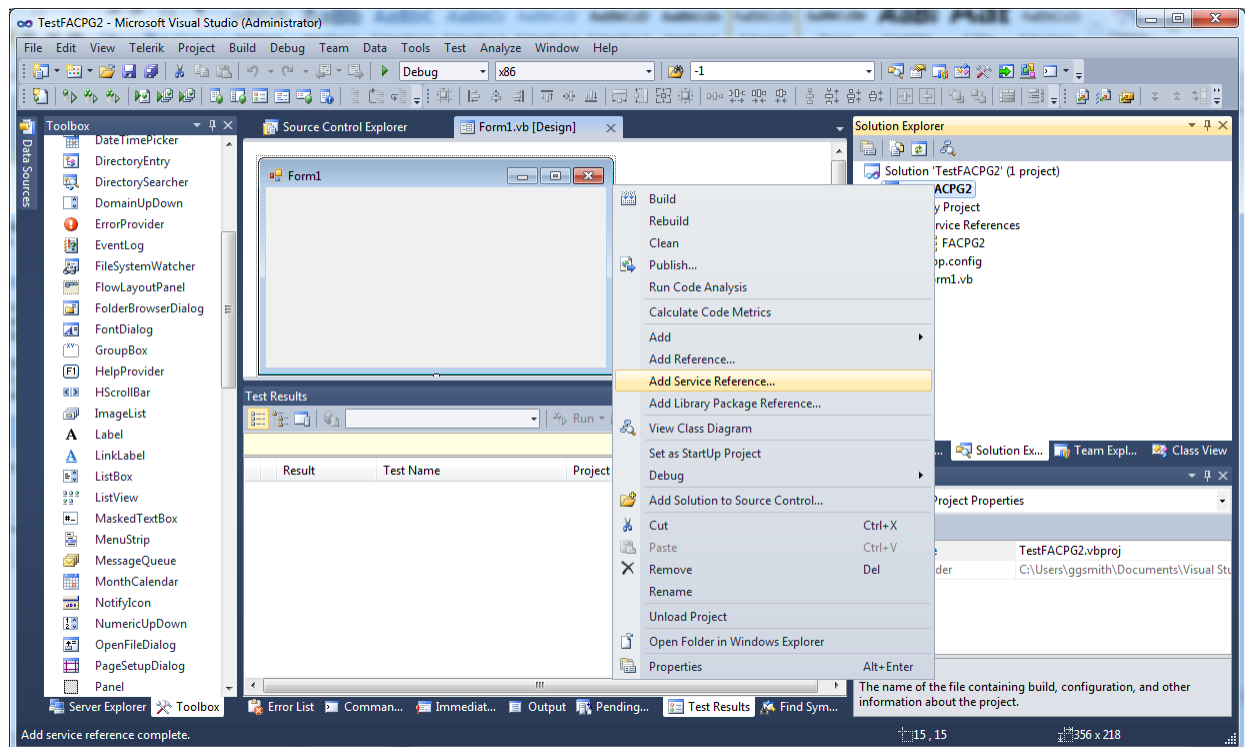 TestFACPG2 - Microsoft Visual Studio (Administrator)
File Edit View Telerik Project Build Debug Team Data Tools Test Analyze Window Help
Debug x86 -1
Toolbox
Data Sources
DateTimePicker
DirectoryEntry
DirectorySearcher
DomainUpDown
ErrorProvider
EventLog
FileSystemWatcher
FlowLayoutPanel
FolderBrowserDialog
FontDialog
GroupBox
HelpProvider
HScrollBar
ImageList
Label
LinkLabel
ListBox
ListView
MaskedTextBox
MenuStrip
MessageQueue
MonthCalendar
NotifyIcon
NumericUpDown
OpenFileDialog
PageSetupDialog
Panel
Server Explorer Toolbox
Source Control Explorer Form1.vb [Design]
Form1
Test Results
Run
Result Test Name Project
Error List Comman... Immediat... Output Pending... Test Results Find Sym...
Build
Rebuild
Clean
Publish...
Run Code Analysis
Calculate Code Metrics
Add
Add Reference...
Add Service Reference...
Add Library Package Reference...
View Class Diagram
Set as StartUp Project
Debug
Add Solution to Source Control...
Cut Ctrl+X
Paste Ctrl+V
Remove Del
Rename
Unload Project
Open Folder in Windows Explorer
Properties Alt+Enter
Solution Explorer
Solution 'TestFACPG2' (1 project)
ACPG2
y Project
rvice References
FACPG2
pp.config
rm1.vb
... Solution Ex... Team Expl... Class View
Project Properties
TestFACPG2.vbproj
der C:\Users\ggsmith\Documents\Visual Stu
The name of the file containing build, configuration, and other
information about the project.
Add service reference complete. 15 , 15 356 x 218